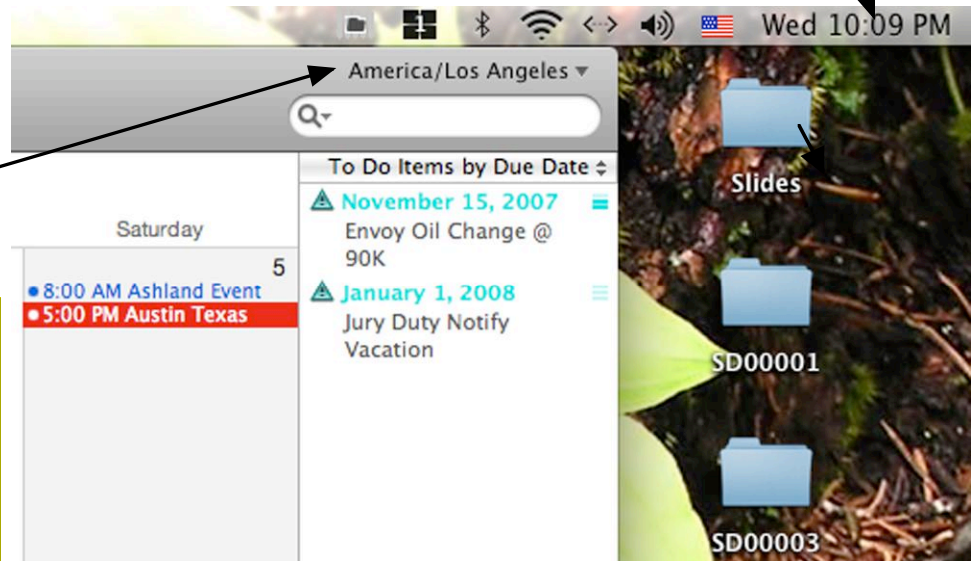 Wed 10:09 PM
America/Los Angeles
To Do Items by Due Date
November 15, 2007
Envoy Oil Change @
90K
January 1, 2008
Jury Duty Notify
Vacation
Saturday
5
8:00 AM Ashland Event
5:00 PM Austin Texas
Slides
SD00001
SD00003